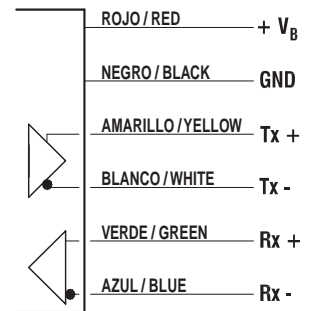 ROJO / RED + V_B
NEGRO / BLACK GND
AMARILLO / YELLOW Tx +
BLANCO / WHITE Tx -
VERDE / GREEN Rx +
AZUL / BLUE Rx -